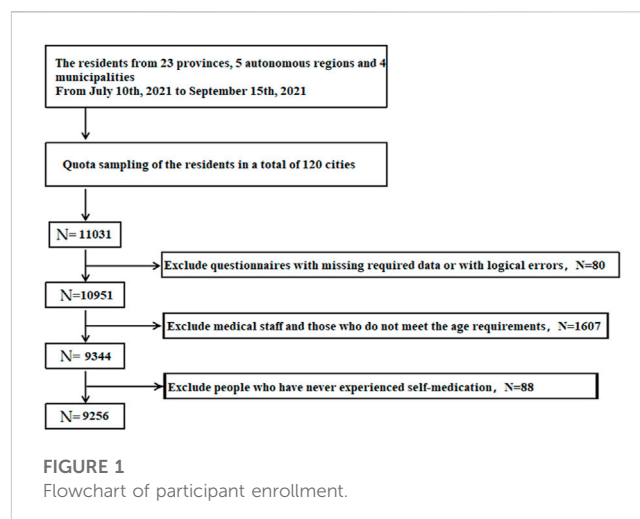 The residents from 23 provinces, 5 autonomous regions and 4
municipalities
From July 10th, 2021 to September 15th, 2021
Quota sampling of the residents in a total of 120 cities
N= 11031
Exclude questionnaires with missing required data or with logical errors, N=80
N=10951
Exclude medical staff and those who do not meet the age requirements, N=1607
N= 9344
Exclude people who have never experienced self-medication, N=88
N=9256
FIGURE 1
Flowchart of participant enrollment.